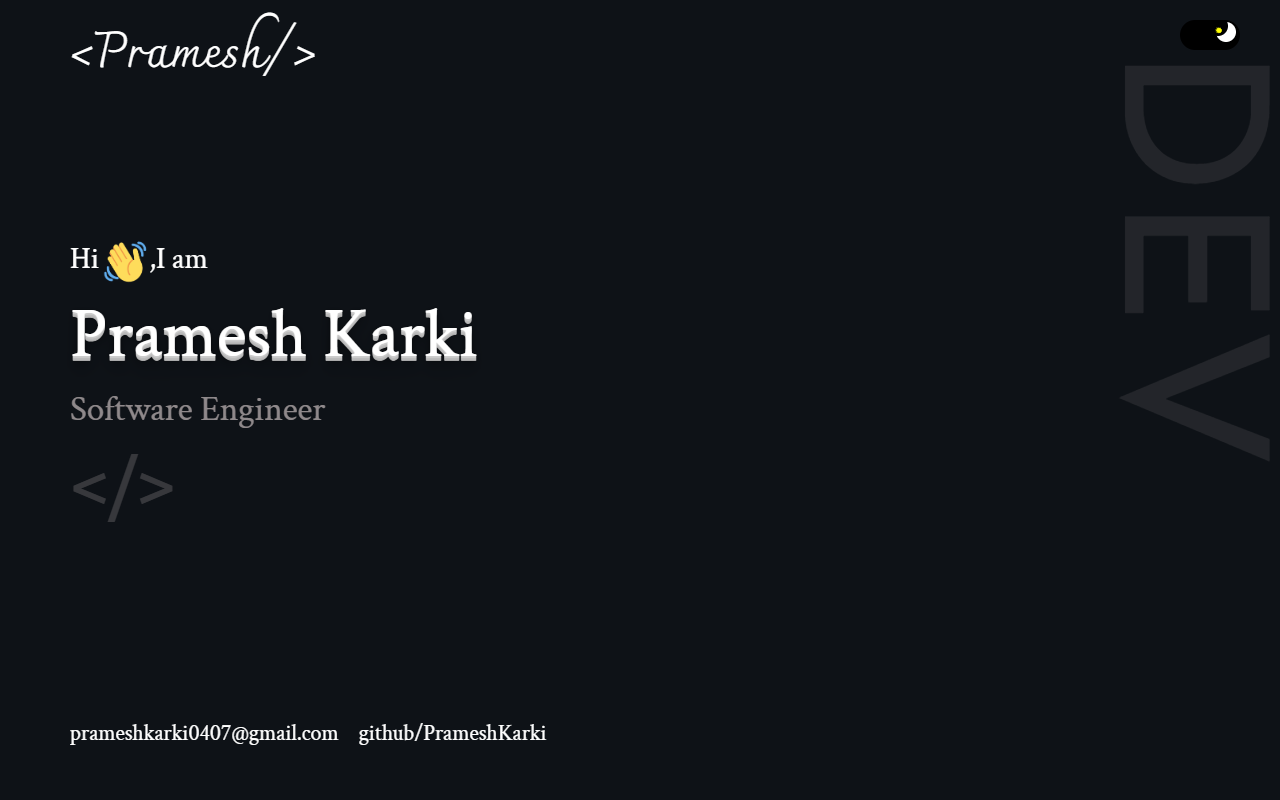 <Pramesh/>
DEV
Hi 👋,I am
Pramesh Karki
Software Engineer
</>
prameshkarki0407@gmail.com github/PrameshKarki